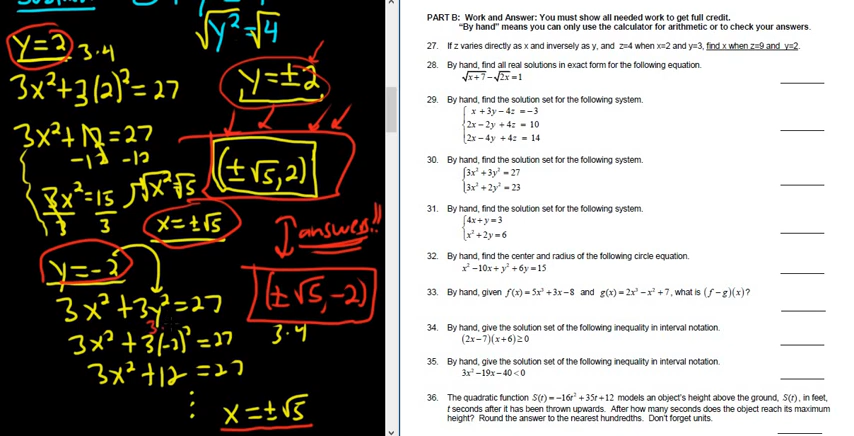 √y² = √4
y=2
3·4
3x²+3(2)²=27
y=±2
3x²+12=27
-12 -12
3x²=15
3 3
√x²=√5
(±√5,2)
x=±√5
answers!!
y=-2
(±√5,-2)
3x²+3y²=27
3x²+3(-2)²=27
3·4
3x²+12=27
⋮
x=±√5
PART B: Work and Answer: You must show all needed work to get full credit.
"By hand" means you can only use the calculator for arithmetic or to check your answers.
27. If z varies directly as x and inversely as y, and z=4 when x=2 and y=3, find x when z=9 and y=2.
28. By hand, find all real solutions in exact form for the following equation.
√x+7 − √2x = 1
29. By hand, find the solution set for the following system.
x + 3y − 4z = −3
2x − 2y + 4z = 10
2x − 4y + 4z = 14
30. By hand, find the solution set for the following system.
3x² + 3y² = 27
3x² + 2y² = 23
31. By hand, find the solution set for the following system.
4x + y = 3
x² + 2y = 6
32. By hand, find the center and radius of the following circle equation.
x² − 10x + y² + 6y = 15
33. By hand, given f(x) = 5x³ + 3x − 8 and g(x) = 2x³ − x² + 7, what is (f − g)(x)?
34. By hand, give the solution set of the following inequality in interval notation.
(2x − 7)(x + 6) ≥ 0
35. By hand, give the solution set of the following inequality in interval notation.
3x² − 19x − 40 < 0
36. The quadratic function S(t) = −16t² + 35t + 12 models an object's height above the ground, S(t), in feet,
t seconds after it has been thrown upwards. After how many seconds does the object reach its maximum
height? Round the answer to the nearest hundredths. Don't forget units.